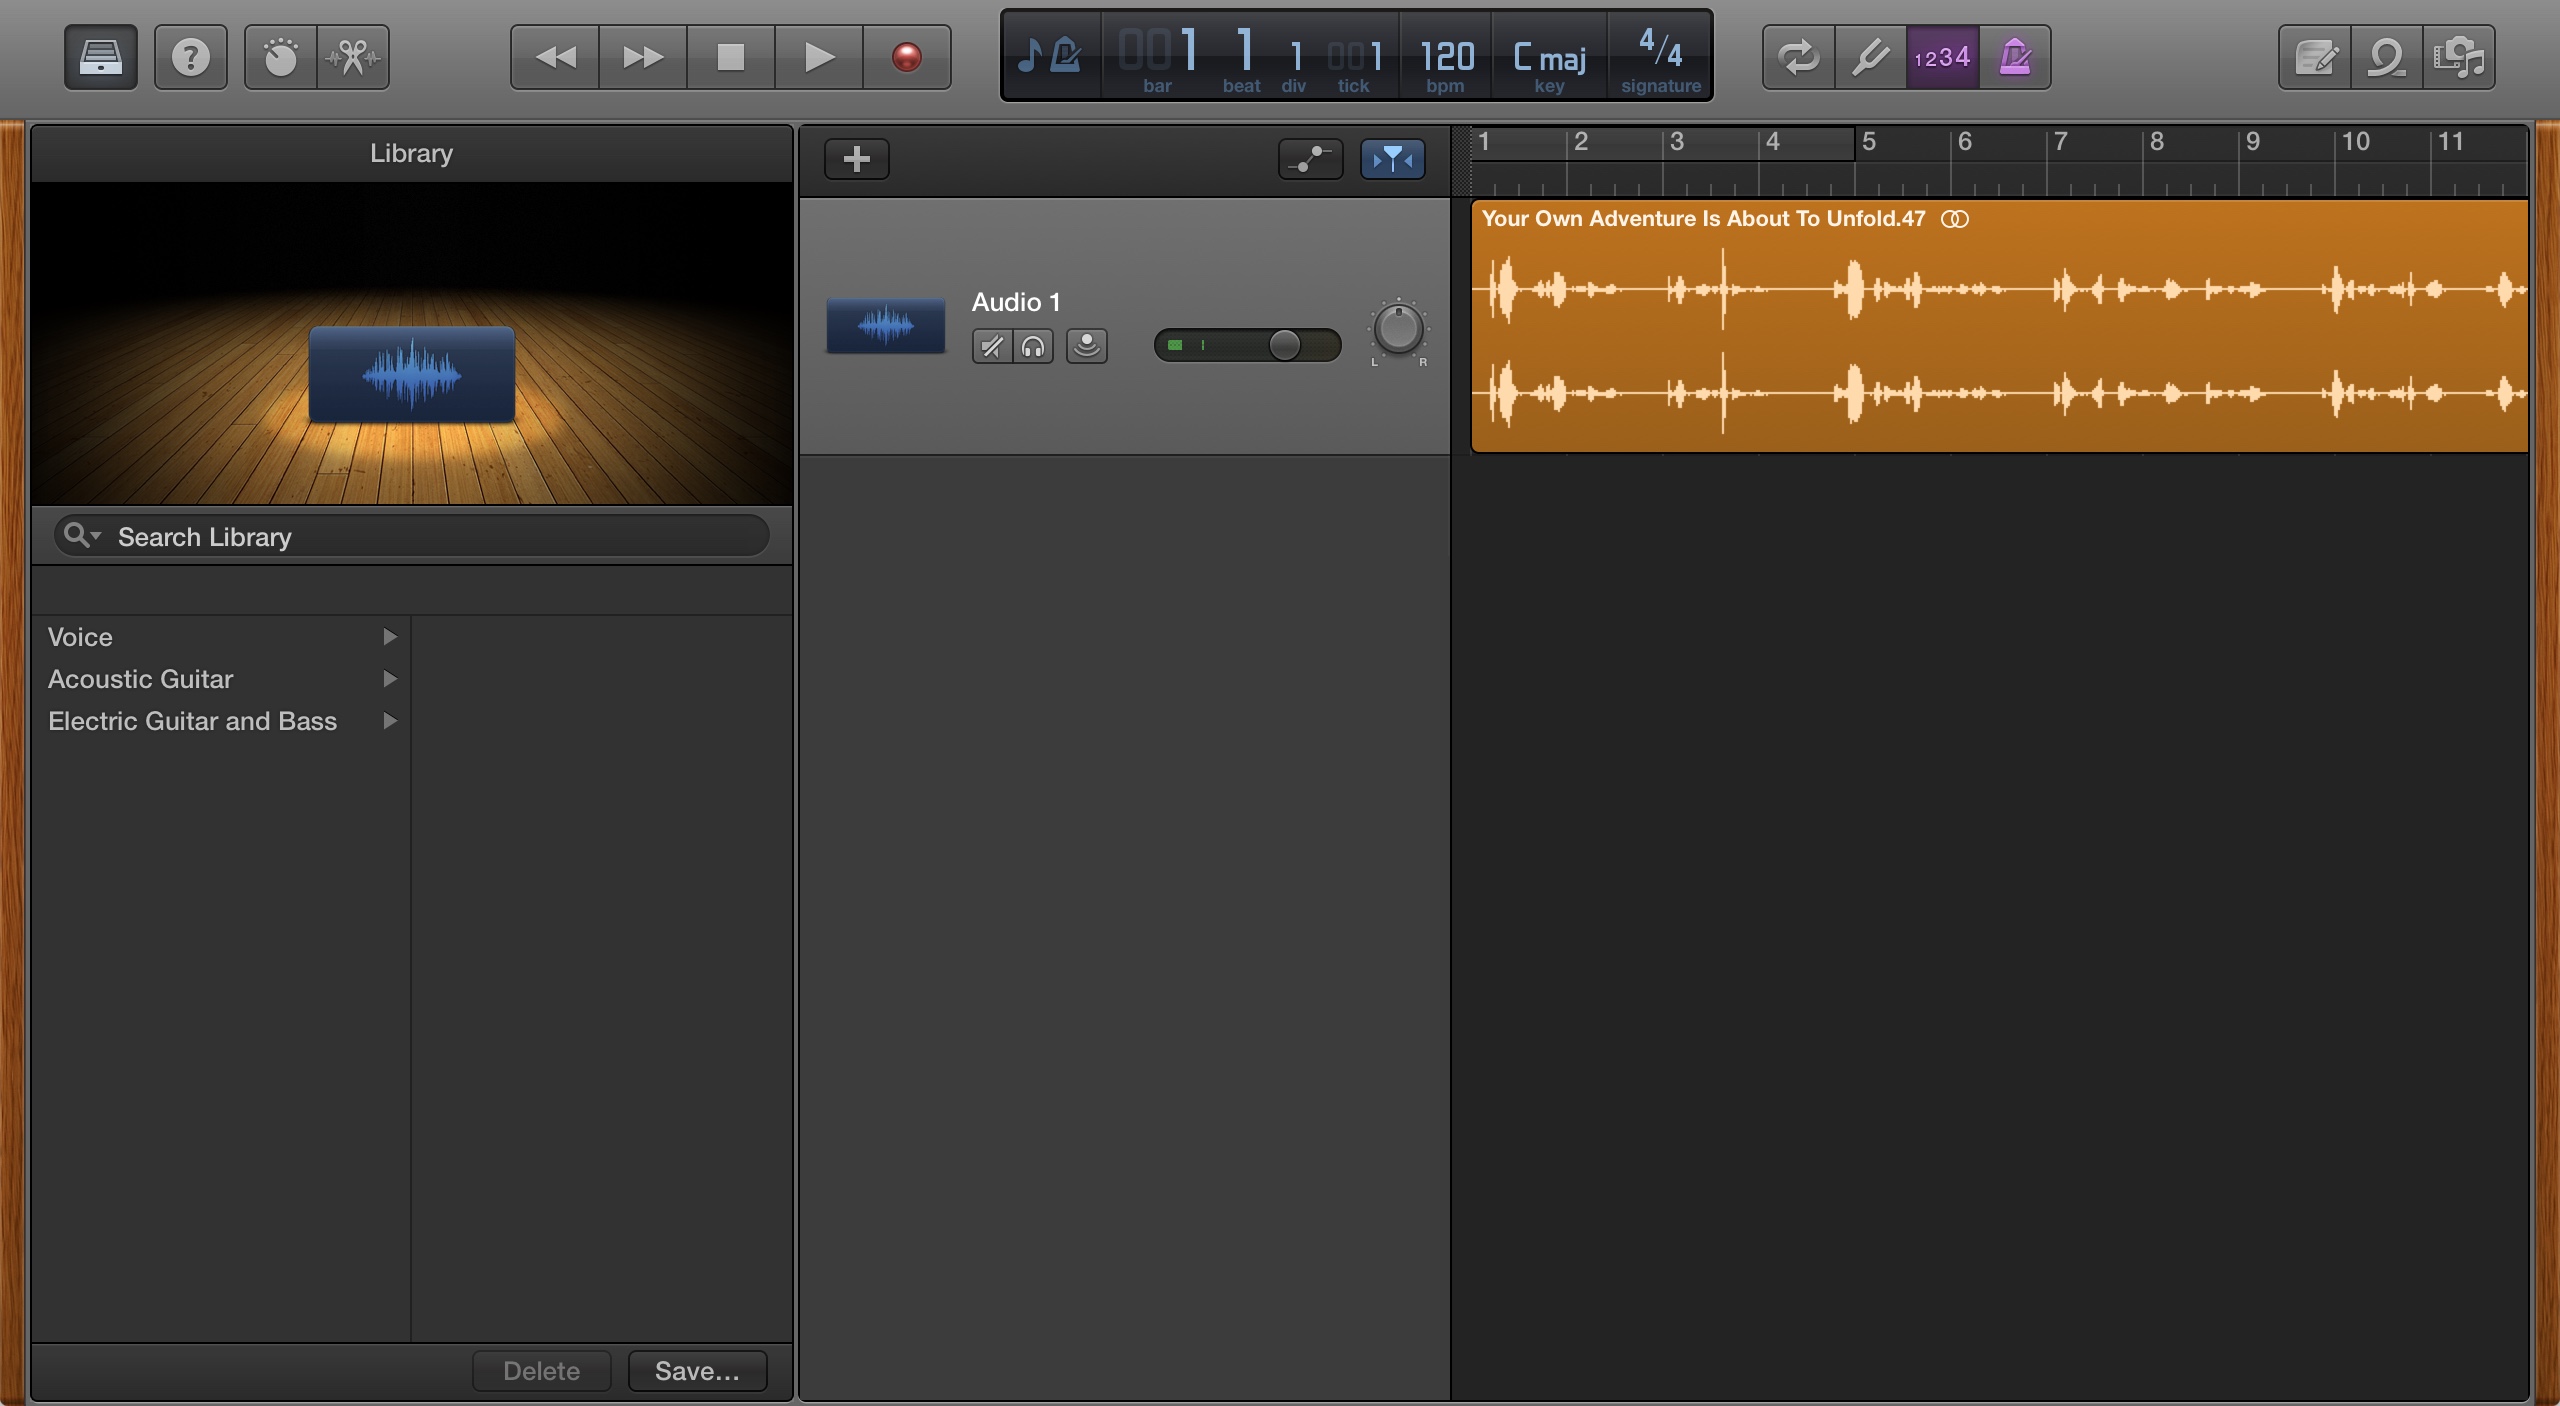 001 1 1 001 120 C maj 4/4
bar beat div tick bpm key signature
1234
Library
1 2 3 4 5 6 7 8 9 10 11
Your Own Adventure Is About To Unfold.47
Audio 1
L R
Search Library
Voice
Acoustic Guitar
Electric Guitar and Bass
Delete Save...